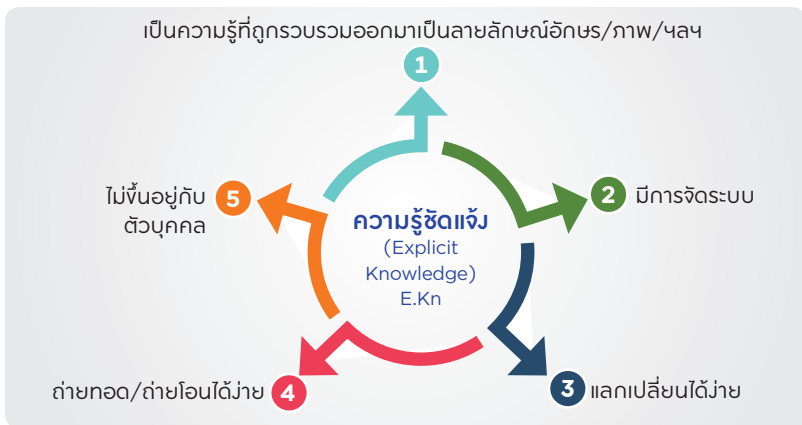 เป็นความรู้ที่ถูกรวบรวมออกมาเป็นลายลักษณ์อักษร/ภาพ/ฯลฯ
1
2 มีการจัดระบบ
3 แลกเปลี่ยนได้ง่าย
ถ่ายทอด/ถ่ายโอนได้ง่าย 4
ไม่ขึ้นอยู่กับ 5
ตัวบุคคล
ความรู้ชัดแจ้ง
(Explicit
Knowledge)
E.Kn